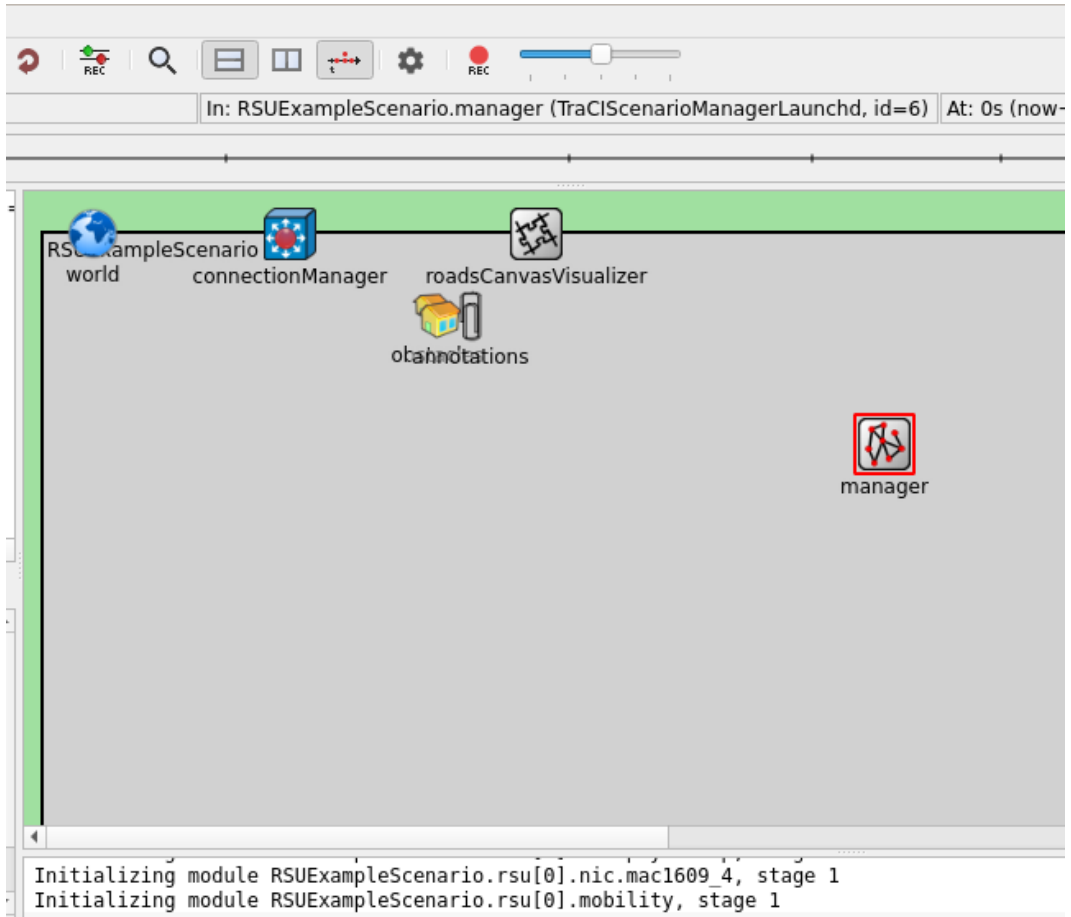 REC
REC
t
In: RSUExampleScenario.manager (TraCIScenarioManagerLaunchd, id=6)
At: 0s (now-
RSUExampleScenario
world
connectionManager
roadsCanvasVisualizer
annotations
manager
Initializing module RSUExampleScenario.rsu[0].nic.mac1609_4, stage 1
Initializing module RSUExampleScenario.rsu[0].mobility, stage 1